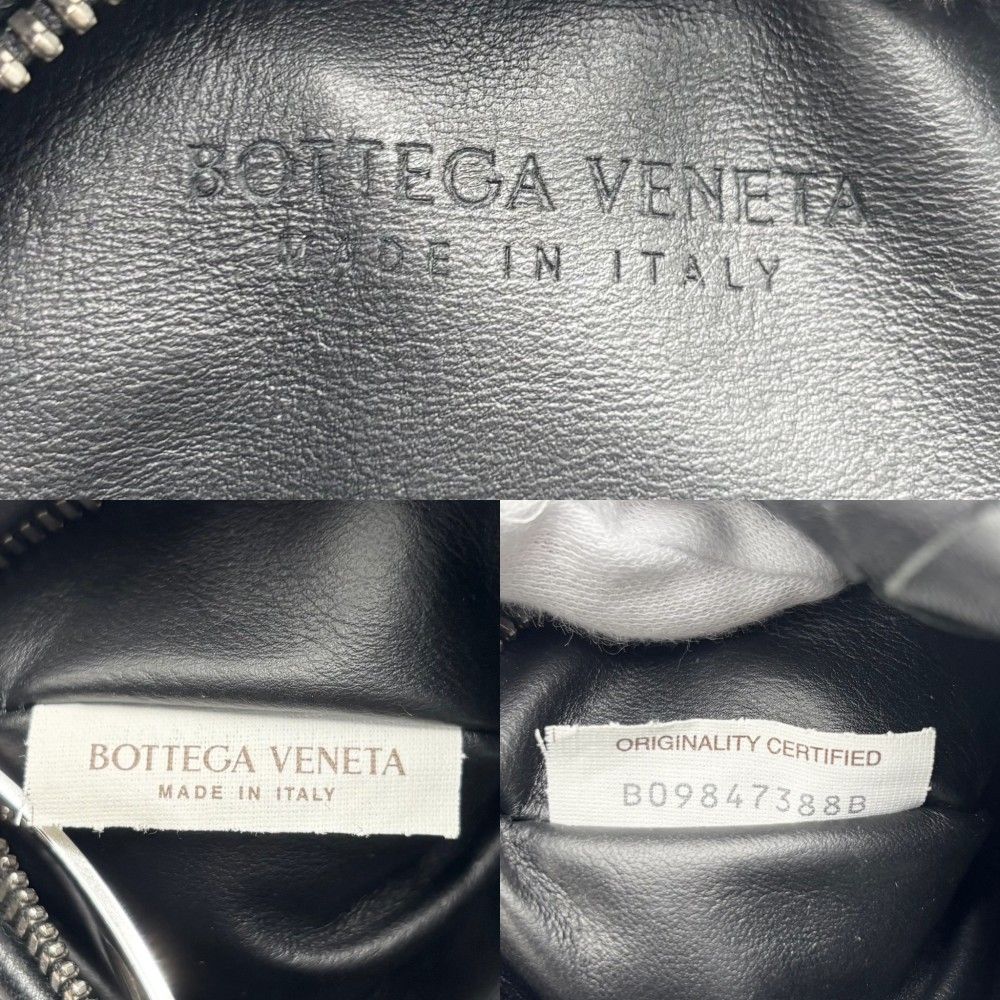 BOTTEGA VENETA
MADE IN ITALY
BOTTEGA VENETA
MADE IN ITALY
ORIGINALITY CERTIFIED
B09847388B